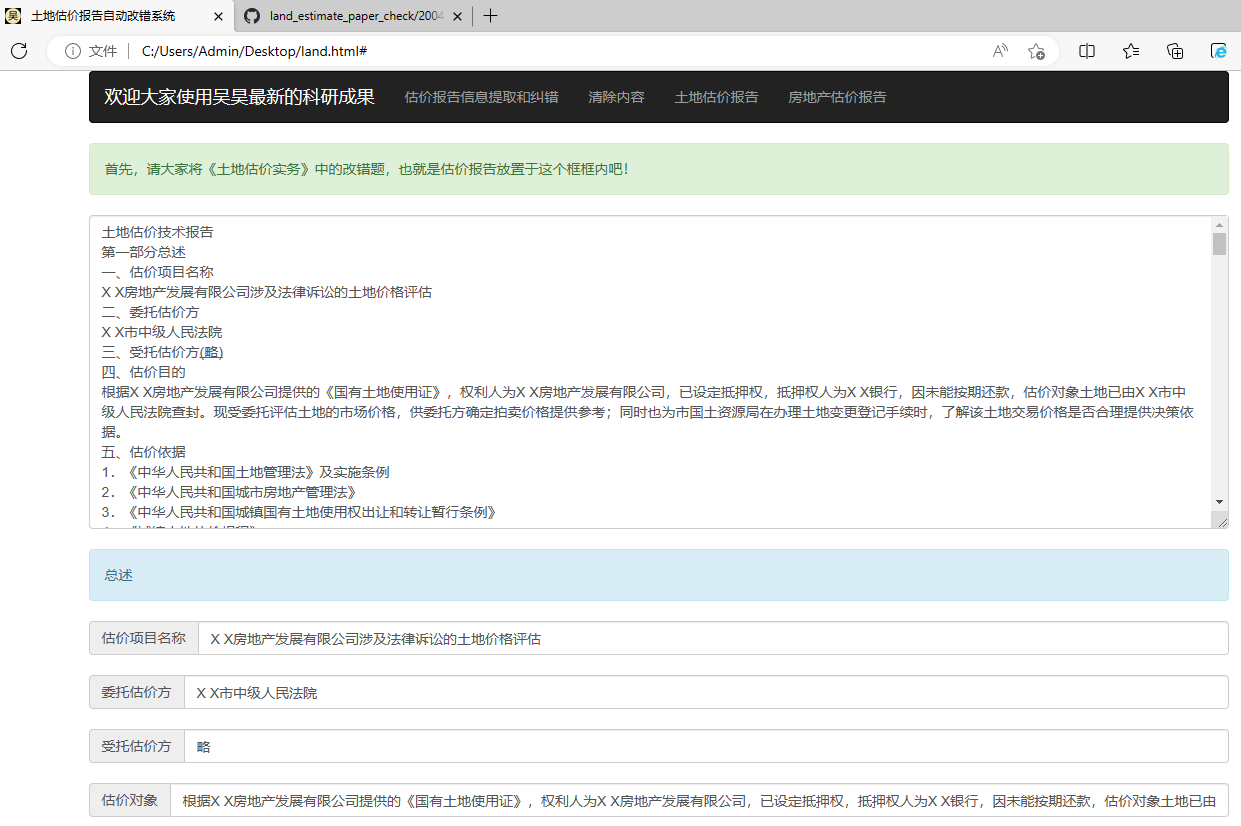 吴 土地估价报告自动改错系统
land_estimate_paper_check/2004
文件 C:/Users/Admin/Desktop/land.html#
欢迎大家使用吴昊最新的科研成果 估价报告信息提取和纠错 清除内容 土地估价报告 房地产估价报告
首先，请大家将《土地估价实务》中的改错题，也就是估价报告放置于这个框框内吧！
土地估价技术报告
第一部分总述
一、估价项目名称
X X房地产发展有限公司涉及法律诉讼的土地价格评估
二、委托估价方
X X市中级人民法院
三、受托估价方(略)
四、估价目的
根据X X房地产发展有限公司提供的《国有土地使用证》，权利人为X X房地产发展有限公司，已设定抵押权，抵押权人为X X银行，因未能按期还款，估价对象土地已由X X市中
级人民法院查封。现受委托评估土地的市场价格，供委托方确定拍卖价格提供参考；同时也为市国土资源局在办理土地变更登记手续时，了解该土地交易价格是否合理提供决策依
据。
五、估价依据
1．《中华人民共和国土地管理法》及实施条例
2．《中华人民共和国城市房地产管理法》
3．《中华人民共和国城镇国有土地使用权出让和转让暂行条例》
总述
估价项目名称 X X房地产发展有限公司涉及法律诉讼的土地价格评估
委托估价方 X X市中级人民法院
受托估价方 略
估价对象 根据X X房地产发展有限公司提供的《国有土地使用证》，权利人为X X房地产发展有限公司，已设定抵押权，抵押权人为X X银行，因未能按期还款，估价对象土地已由